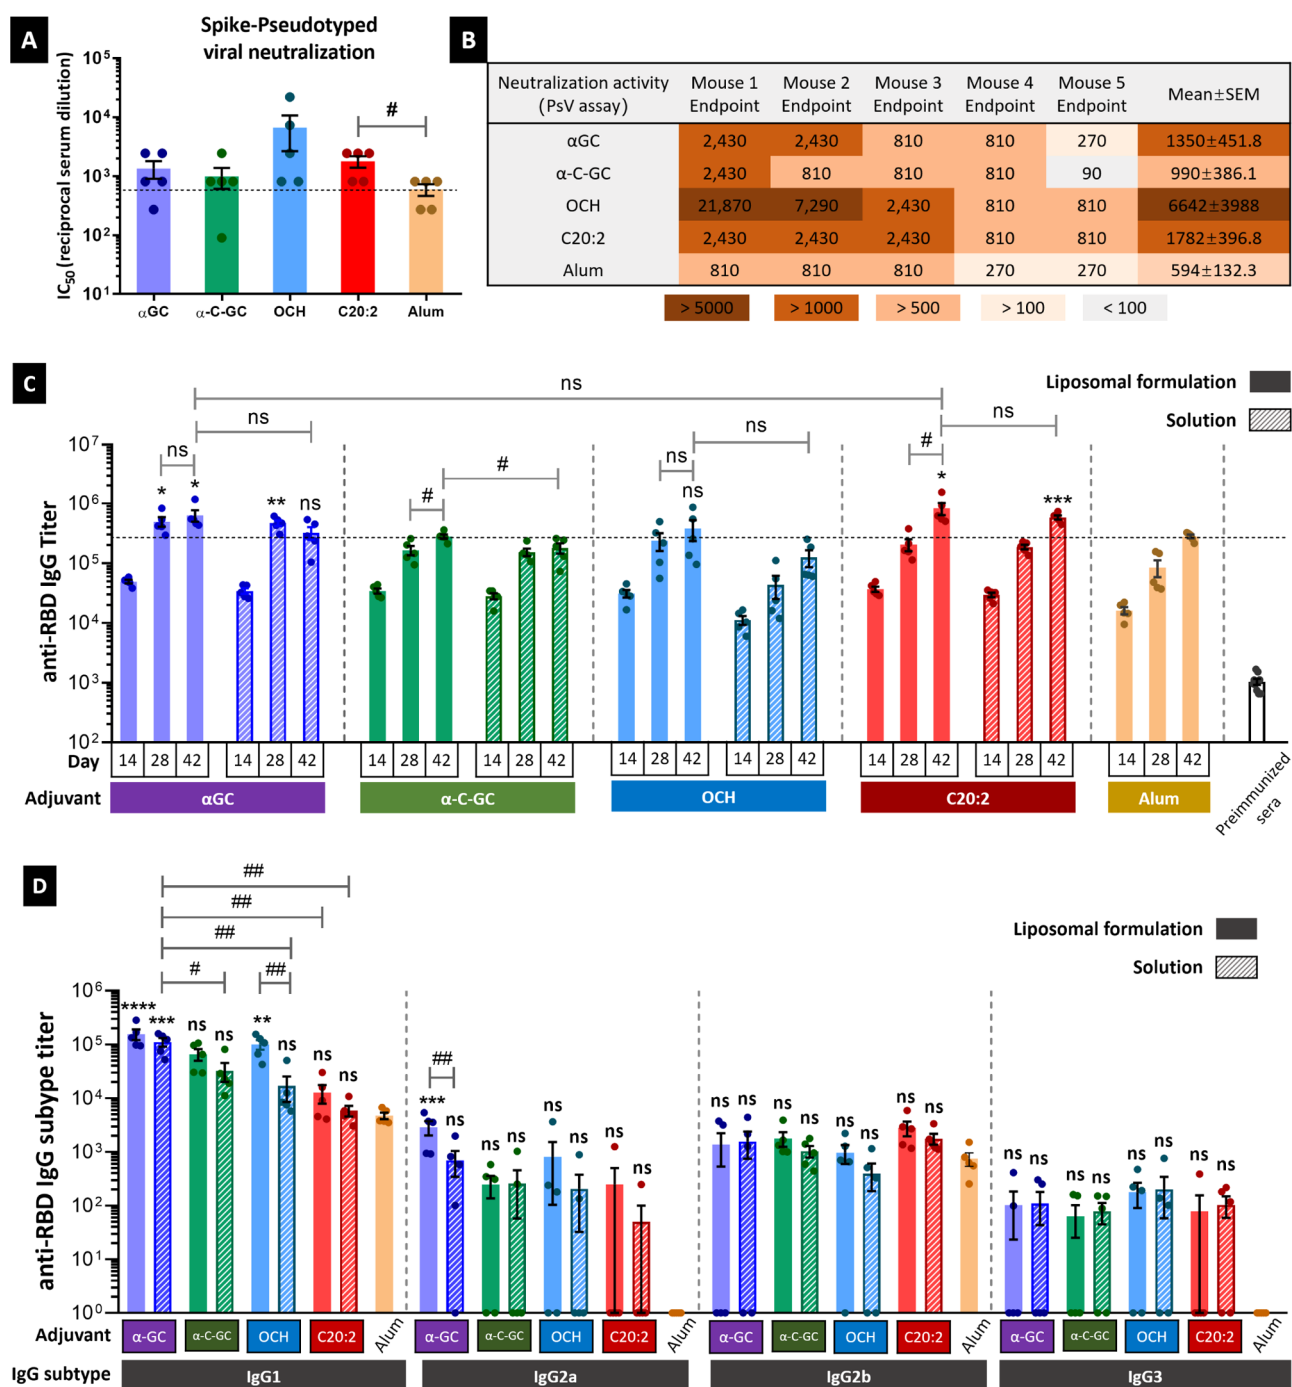 A
Spike-Pseudotyped
viral neutralization
IC50 (reciprocal serum dilution)
10⁵
10⁴
10³
10²
10¹
#
αGC
α-C-GC
OCH
C20:2
Alum
B
Neutralization activity (PsV assay) Mouse 1 Endpoint Mouse 2 Endpoint Mouse 3 Endpoint Mouse 4 Endpoint Mouse 5 Endpoint Mean±SEM
αGC 2,430 2,430 810 810 270 1350±451.8
α-C-GC 2,430 810 810 810 90 990±386.1
OCH 21,870 7,290 2,430 810 810 6642±3988
C20:2 2,430 2,430 2,430 810 810 1782±396.8
Alum 810 810 810 270 270 594±132.3
> 5000 > 1000 > 500 > 100 < 100
C
Liposomal formulation
Solution
ns
ns ns
ns
ns # # ns #
* * ** ns ns * ***
anti-RBD IgG Titer
10⁷
10⁶
10⁵
10⁴
10³
10²
Day 14 28 42 14 28 42 14 28 42 14 28 42 14 28 42 14 28 42 14 28 42 14 28 42 14 28 42
Adjuvant αGC α-C-GC OCH C20:2 Alum
Preimmunized
sera
D
Liposomal formulation
Solution
##
##
##
# ##
**** *** ns ns ** ns ns
##
*** ns ns ns ns ns ns ns
ns ns ns ns ns ns ns ns
ns ns ns ns ns ns ns ns
anti-RBD IgG subype titer
10⁶
10⁵
10⁴
10³
10²
10¹
10⁰
Adjuvant α-GC α-C-GC OCH C20:2 Alum α-GC α-C-GC OCH C20:2 Alum α-GC α-C-GC OCH C20:2 Alum α-GC α-C-GC OCH C20:2 Alum
IgG subtype IgG1 IgG2a IgG2b IgG3